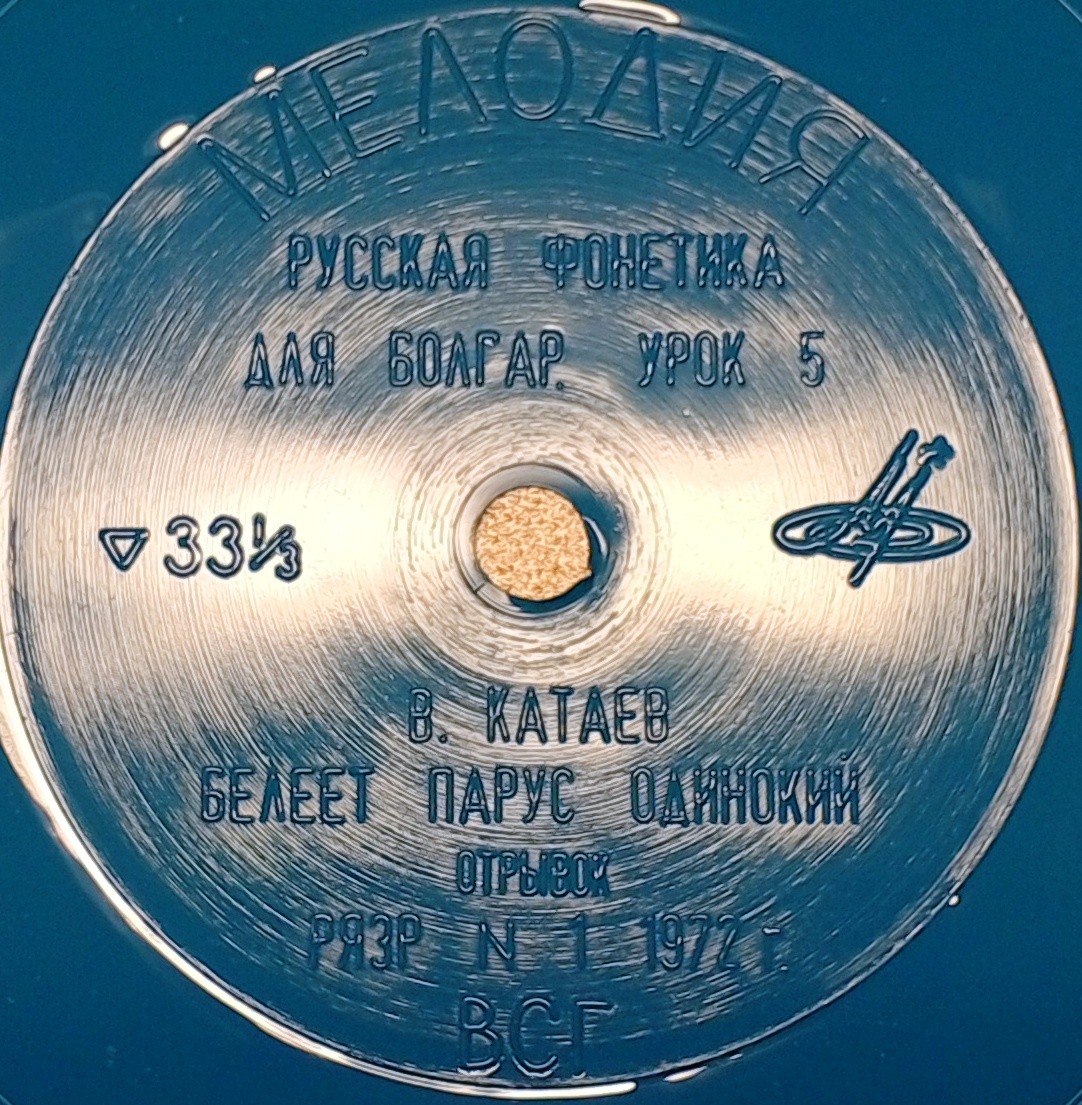 МЕЛОДИЯ
РУССКАЯ ФОНЕТИКА
ДЛЯ БОЛГАР. УРОК 5
▽ 33⅓
В. КАТАЕВ
БЕЛЕЕТ ПАРУС ОДИНОКИЙ
ОТРЫВОК
РЯЗР N 1 1972 г.
ВСГ